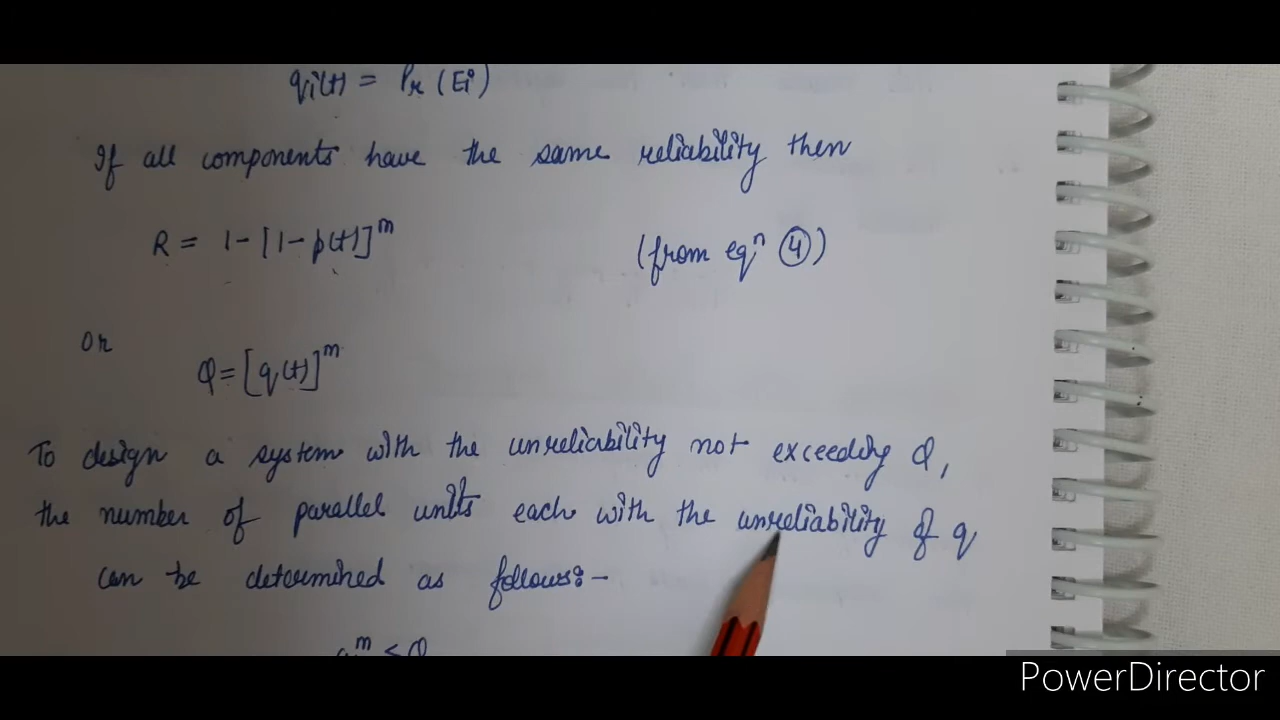 qi(t) = Pr (Ei)
If all components have the same reliability then
R = 1-[1-p(t)]^m (from eqⁿ ④)
or
Q = [q(t)]^m
To design a system with the unreliability not exceeding Q,
the number of parallel units each with the unreliability of q
can be determined as follows:-
q^m ≤ Q
PowerDirector